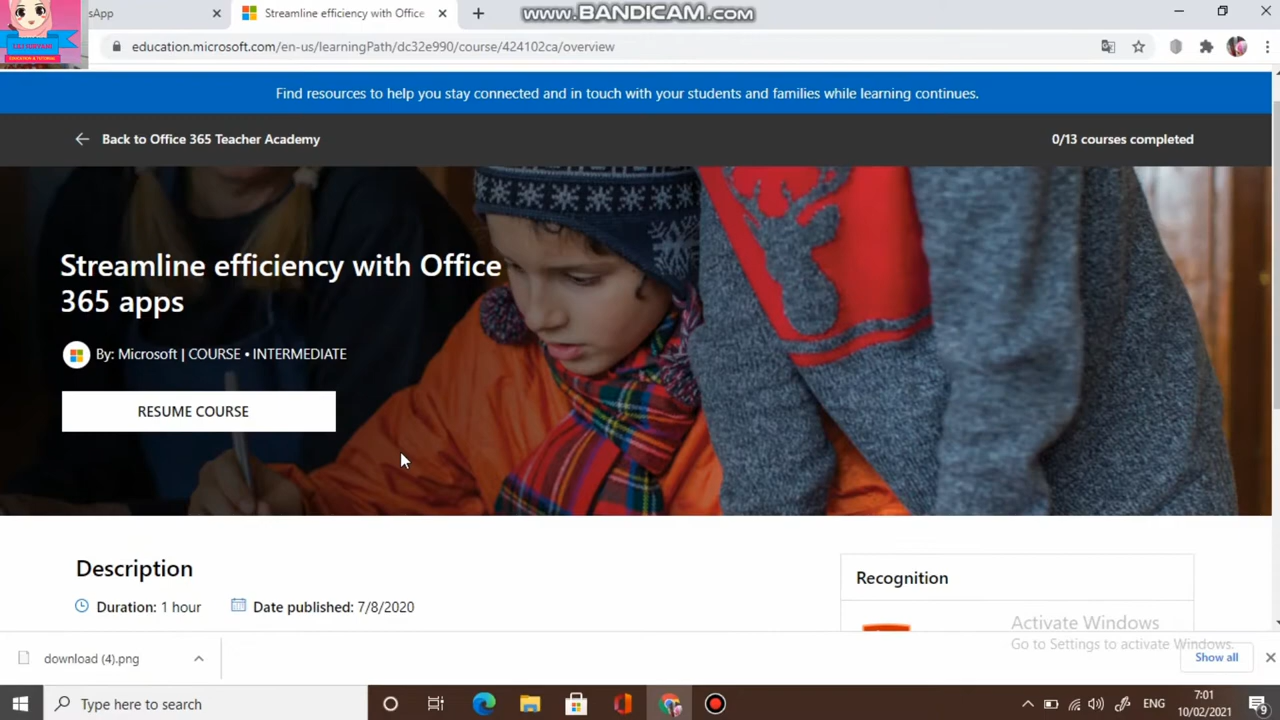 sApp
Streamline efficiency with Office
www.BANDICAM.com
education.microsoft.com/en-us/learningPath/dc32e990/course/424102ca/overview
EDUCATION & TUTORIAL
Find resources to help you stay connected and in touch with your students and families while learning continues.
Back to Office 365 Teacher Academy
0/13 courses completed
Streamline efficiency with Office
365 apps
By: Microsoft | COURSE • INTERMEDIATE
RESUME COURSE
Description
Recognition
Duration: 1 hour
Date published: 7/8/2020
Activate Windows
Go to Settings to activate Windows.
download (4).png
Show all
Type here to search
ENG
7:01
10/02/2021
9